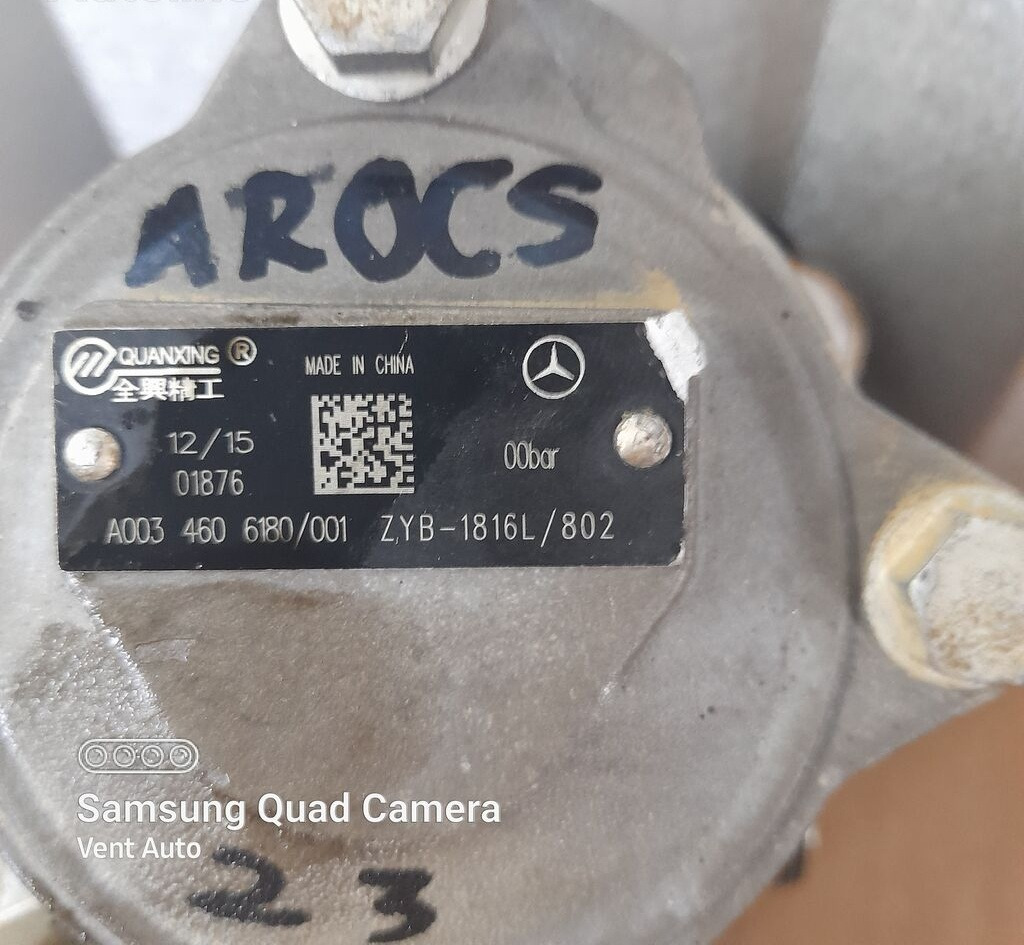 AROCS
QUANXING ®
全興精工
MADE IN CHINA
12/15
01876
00bar
A003 460 6180/001 ZYB-1816L/802
Samsung Quad Camera
Vent Auto
23